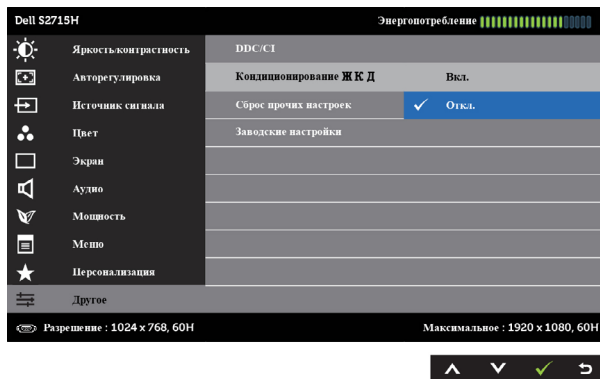 Dell S2715H Энергопотребление
Яркость/контрастность DDC/CI
Авторегулировка Кондиционирование ЖКД Вкл.
Источник сигнала Сброс прочих настроек Откл.
Цвет Заводские настройки
Экран
Аудио
Мощность
Меню
Персонализация
Другое
Разрешение : 1024 x 768, 60H Максимальное : 1920 x 1080, 60H